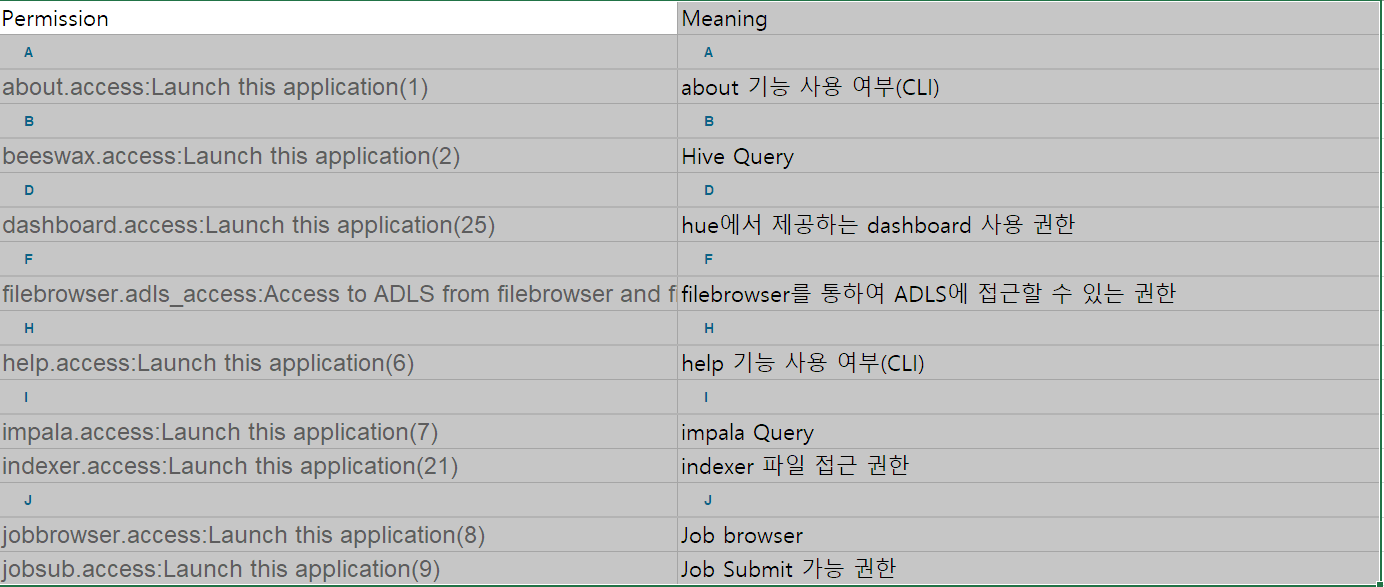 Permission Meaning
A A
about.access:Launch this application(1) about 기능 사용 여부(CLI)
B B
beeswax.access:Launch this application(2) Hive Query
D D
dashboard.access:Launch this application(25) hue에서 제공하는 dashboard 사용 권한
F F
filebrowser.adls_access:Access to ADLS from filebrowser and filebrowser를 통하여 ADLS에 접근할 수 있는 권한
H H
help.access:Launch this application(6) help 기능 사용 여부(CLI)
I I
impala.access:Launch this application(7) impala Query
indexer.access:Launch this application(21) indexer 파일 접근 권한
J J
jobbrowser.access:Launch this application(8) Job browser
jobsub.access:Launch this application(9) Job Submit 가능 권한